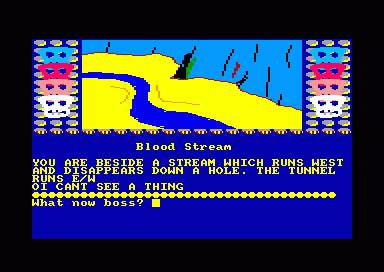 Blood Stream
YOU ARE BESIDE A STREAM WHICH RUNS WEST
AND DISAPPEARS DOWN A HOLE. THE TUNNEL
RUNS E/W
OI CANT SEE A THING
What now boss?